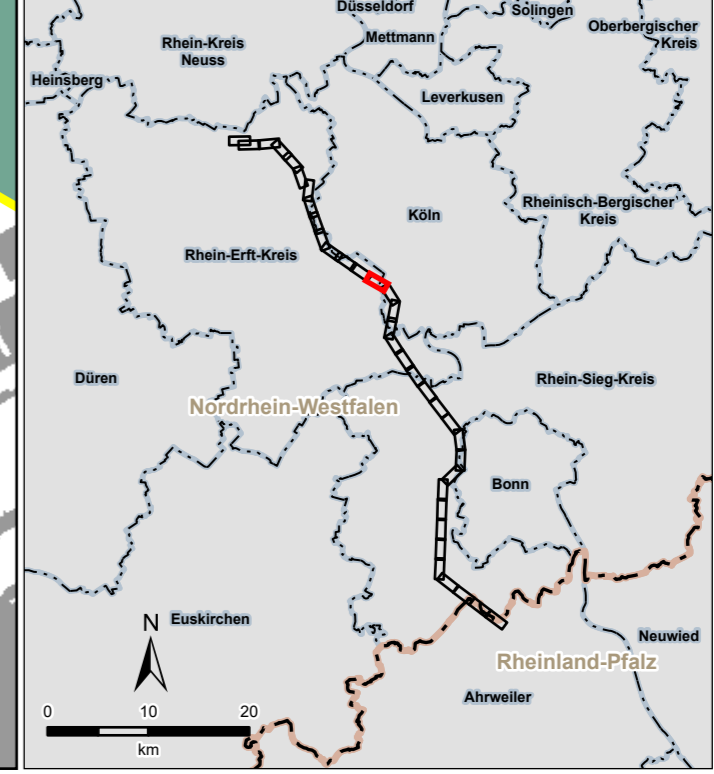 Düsseldorf
Solingen
Mettmann
Oberbergischer
Kreis
Rhein-Kreis
Neuss
Heinsberg
Leverkusen
Rheinisch-Bergischer
Kreis
Köln
Rhein-Erft-Kreis
Düren
Rhein-Sieg-Kreis
Nordrhein-Westfalen
Bonn
N
Euskirchen
Neuwied
Rheinland-Pfalz
Ahrweiler
0 10 20
km